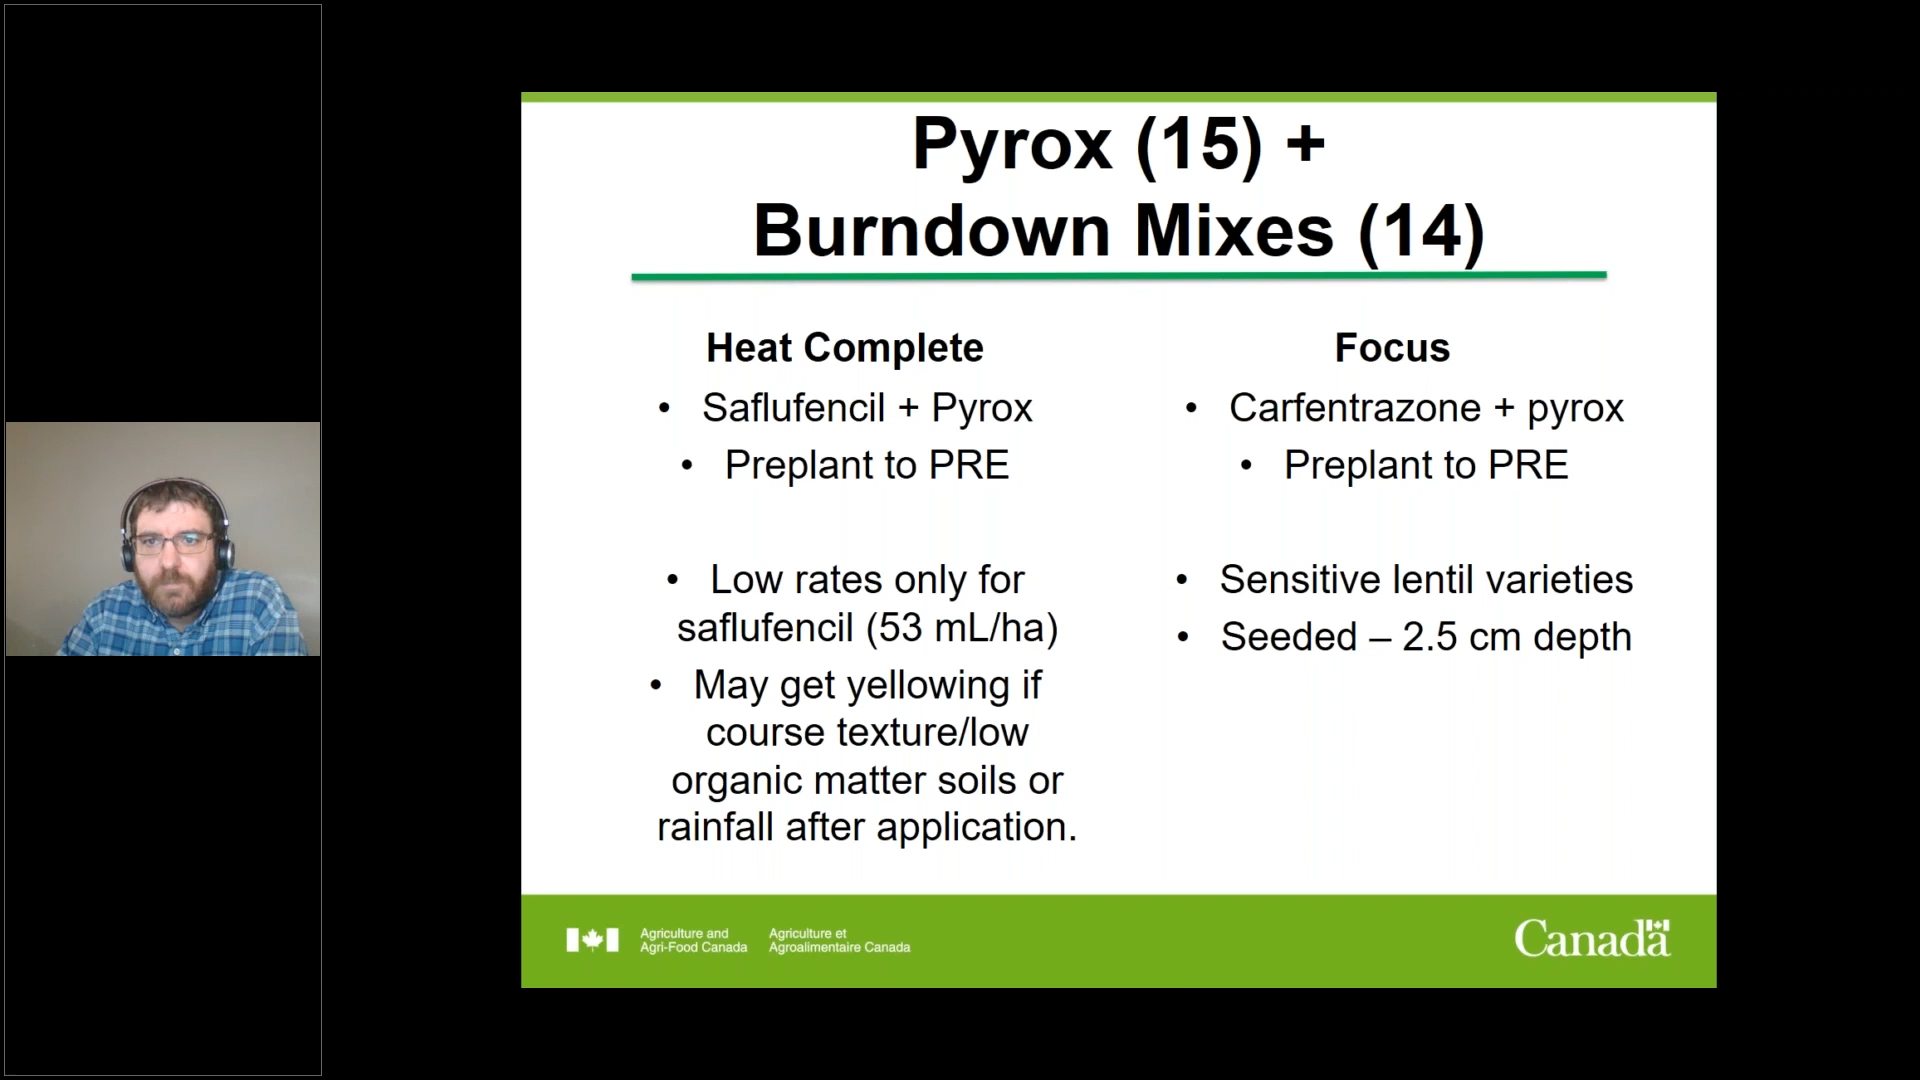 Pyrox (15) +
Burndown Mixes (14)
Heat Complete
• Saflufencil + Pyrox
• Preplant to PRE
• Low rates only for
saflufencil (53 mL/ha)
• May get yellowing if
course texture/low
organic matter soils or
rainfall after application.
Focus
• Carfentrazone + pyrox
• Preplant to PRE
• Sensitive lentil varieties
• Seeded – 2.5 cm depth
Agriculture and
Agri-Food Canada
Agriculture et
Agroalimentaire Canada
Canada